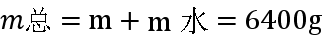 m总 = m + m 水 = 6400g